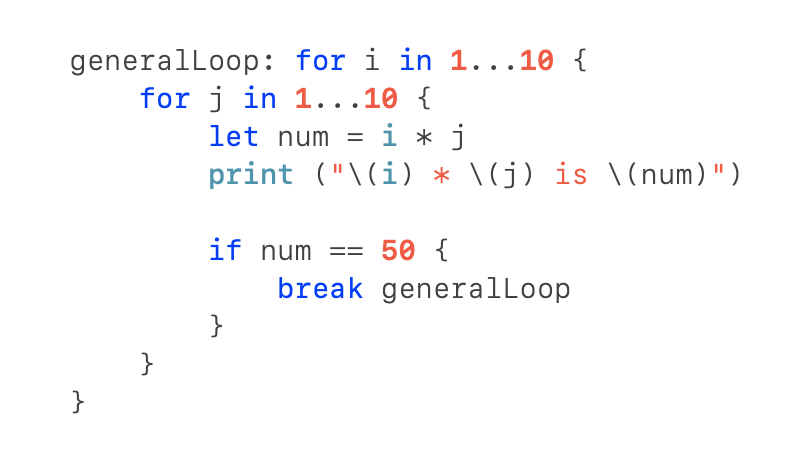 generalLoop: for i in 1...10 {
    for j in 1...10 {
        let num = i * j
        print ("\(i) * \(j) is \(num)")

        if num == 50 {
            break generalLoop
        }
    }
}